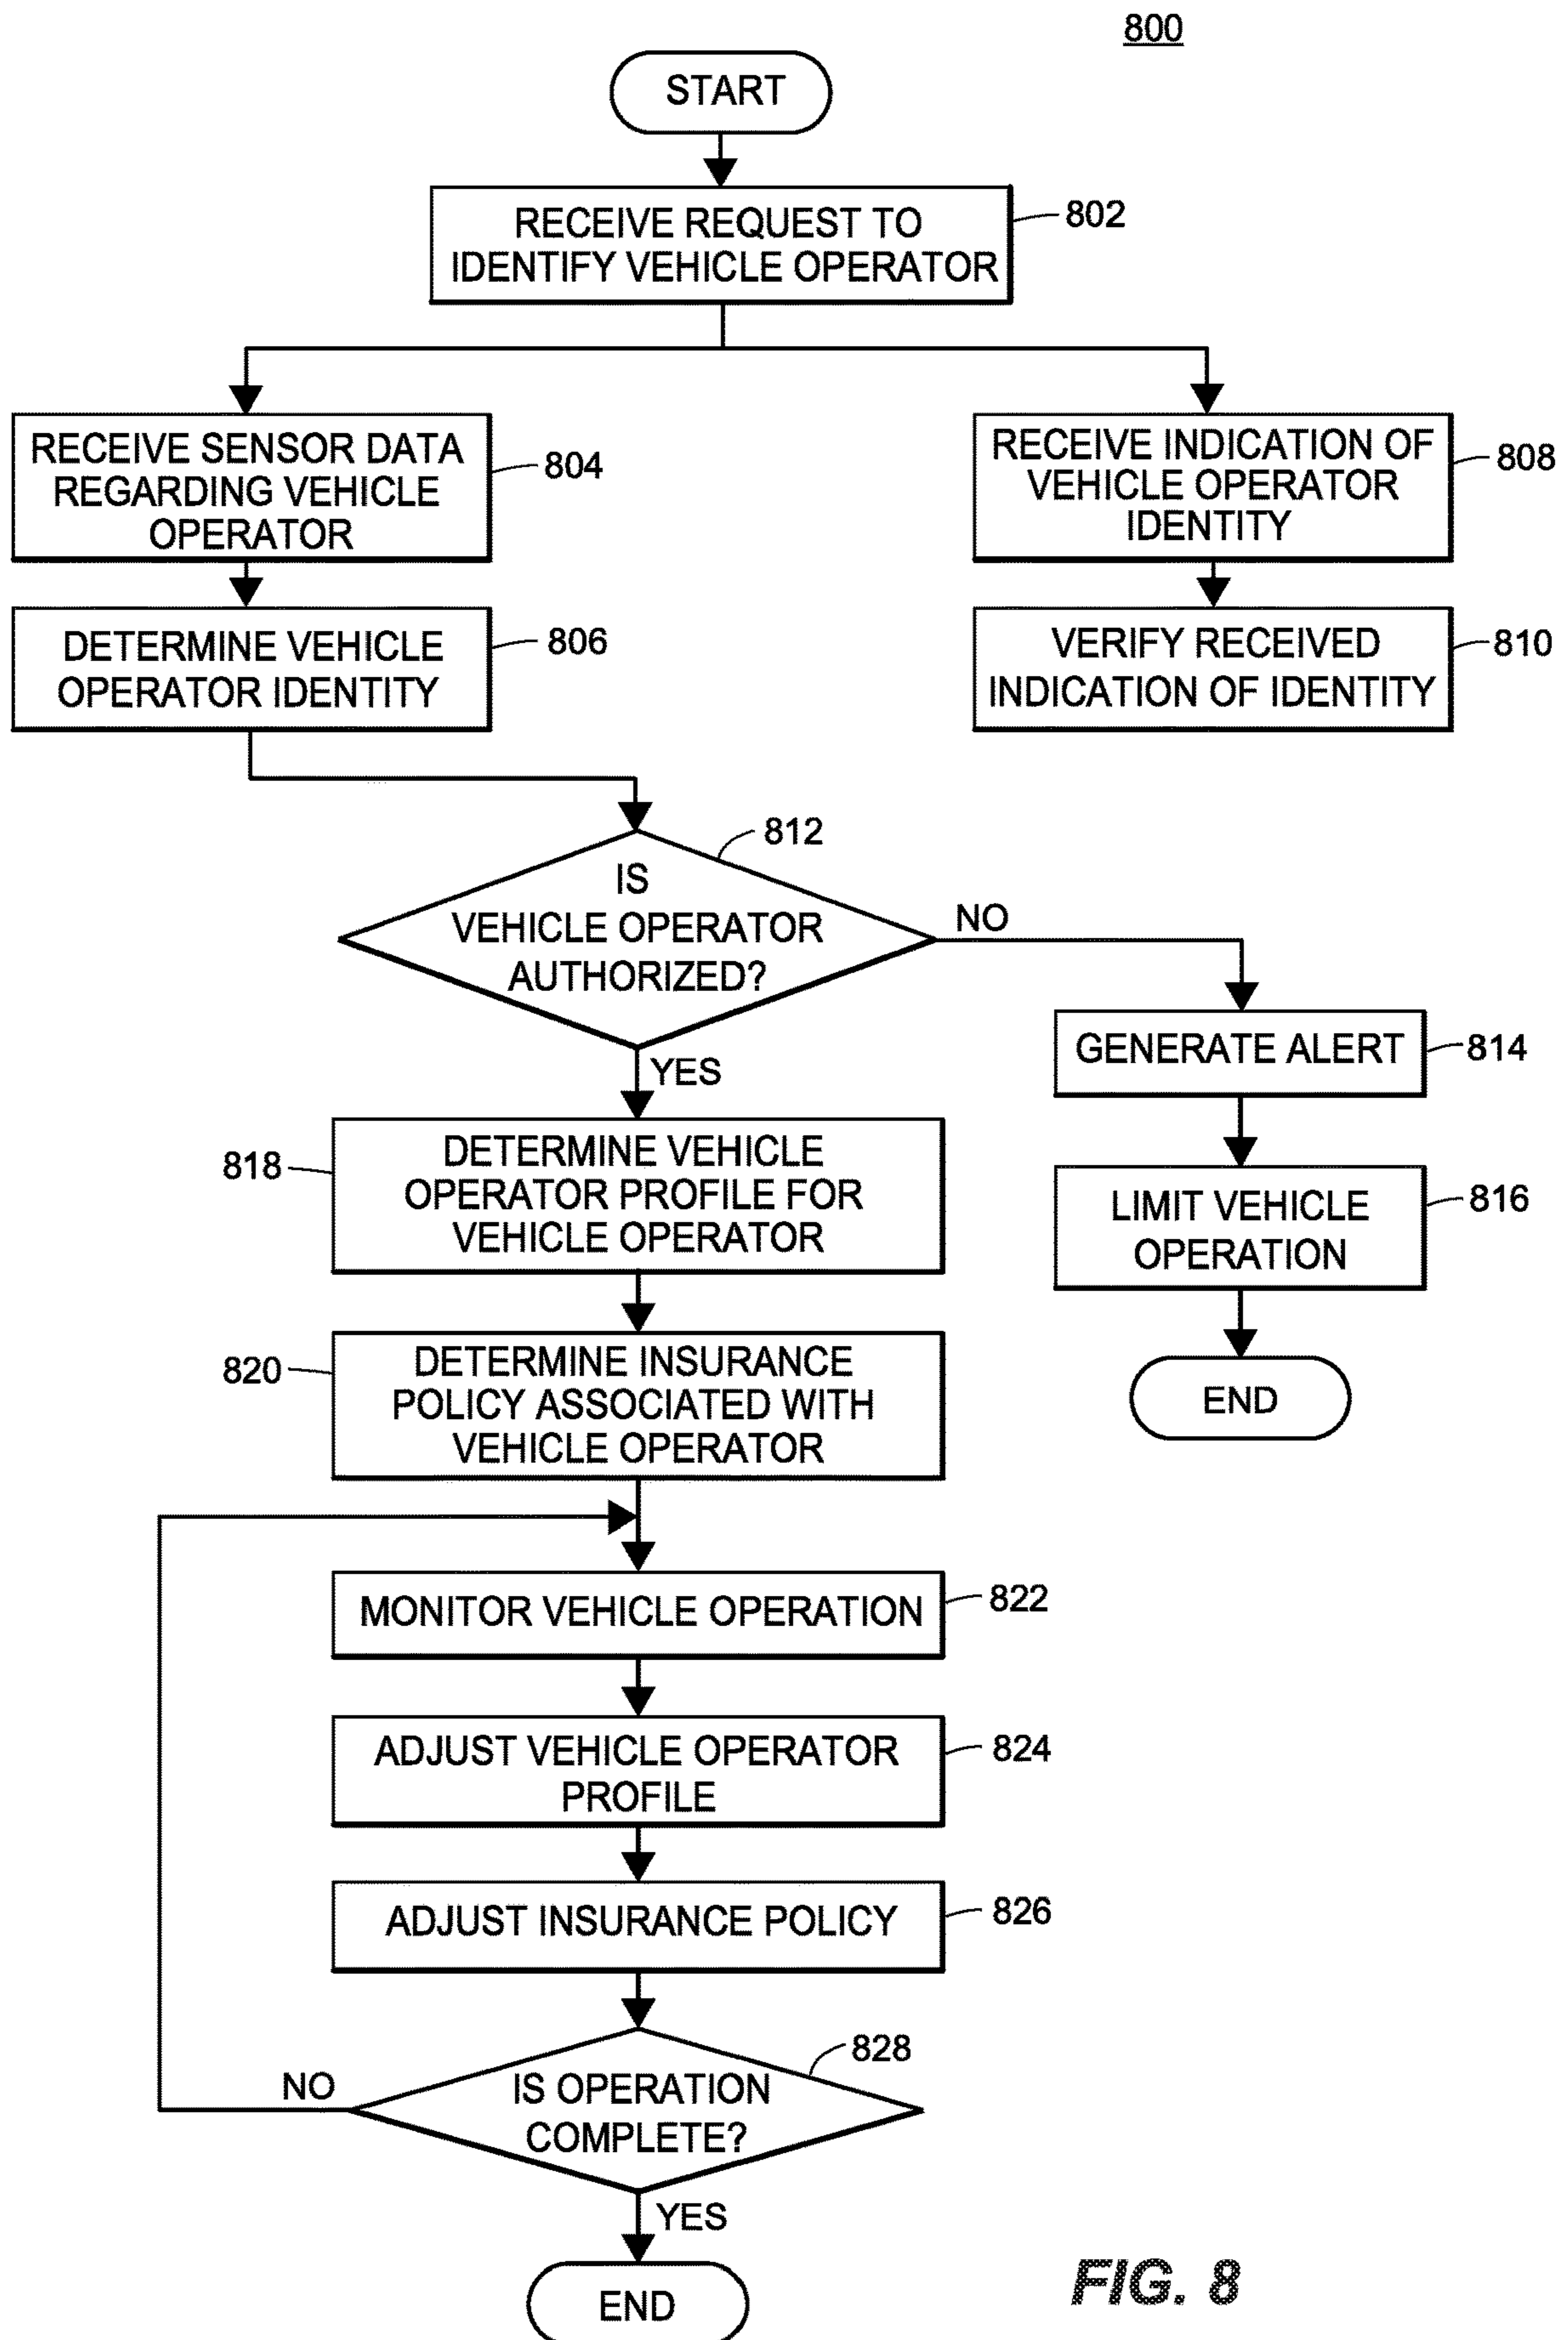 800
START
RECEIVE REQUEST TO
IDENTIFY VEHICLE OPERATOR
802
RECEIVE SENSOR DATA
REGARDING VEHICLE
OPERATOR
804
RECEIVE INDICATION OF
VEHICLE OPERATOR
IDENTITY
808
DETERMINE VEHICLE
OPERATOR IDENTITY
806
VERIFY RECEIVED
INDICATION OF IDENTITY
810
812
IS
VEHICLE OPERATOR
AUTHORIZED?
NO
YES
GENERATE ALERT
814
LIMIT VEHICLE
OPERATION
816
END
818
DETERMINE VEHICLE
OPERATOR PROFILE FOR
VEHICLE OPERATOR
820
DETERMINE INSURANCE
POLICY ASSOCIATED WITH
VEHICLE OPERATOR
MONITOR VEHICLE OPERATION
822
ADJUST VEHICLE OPERATOR
PROFILE
824
ADJUST INSURANCE POLICY
826
828
IS OPERATION
COMPLETE?
NO
YES
END
FIG. 8